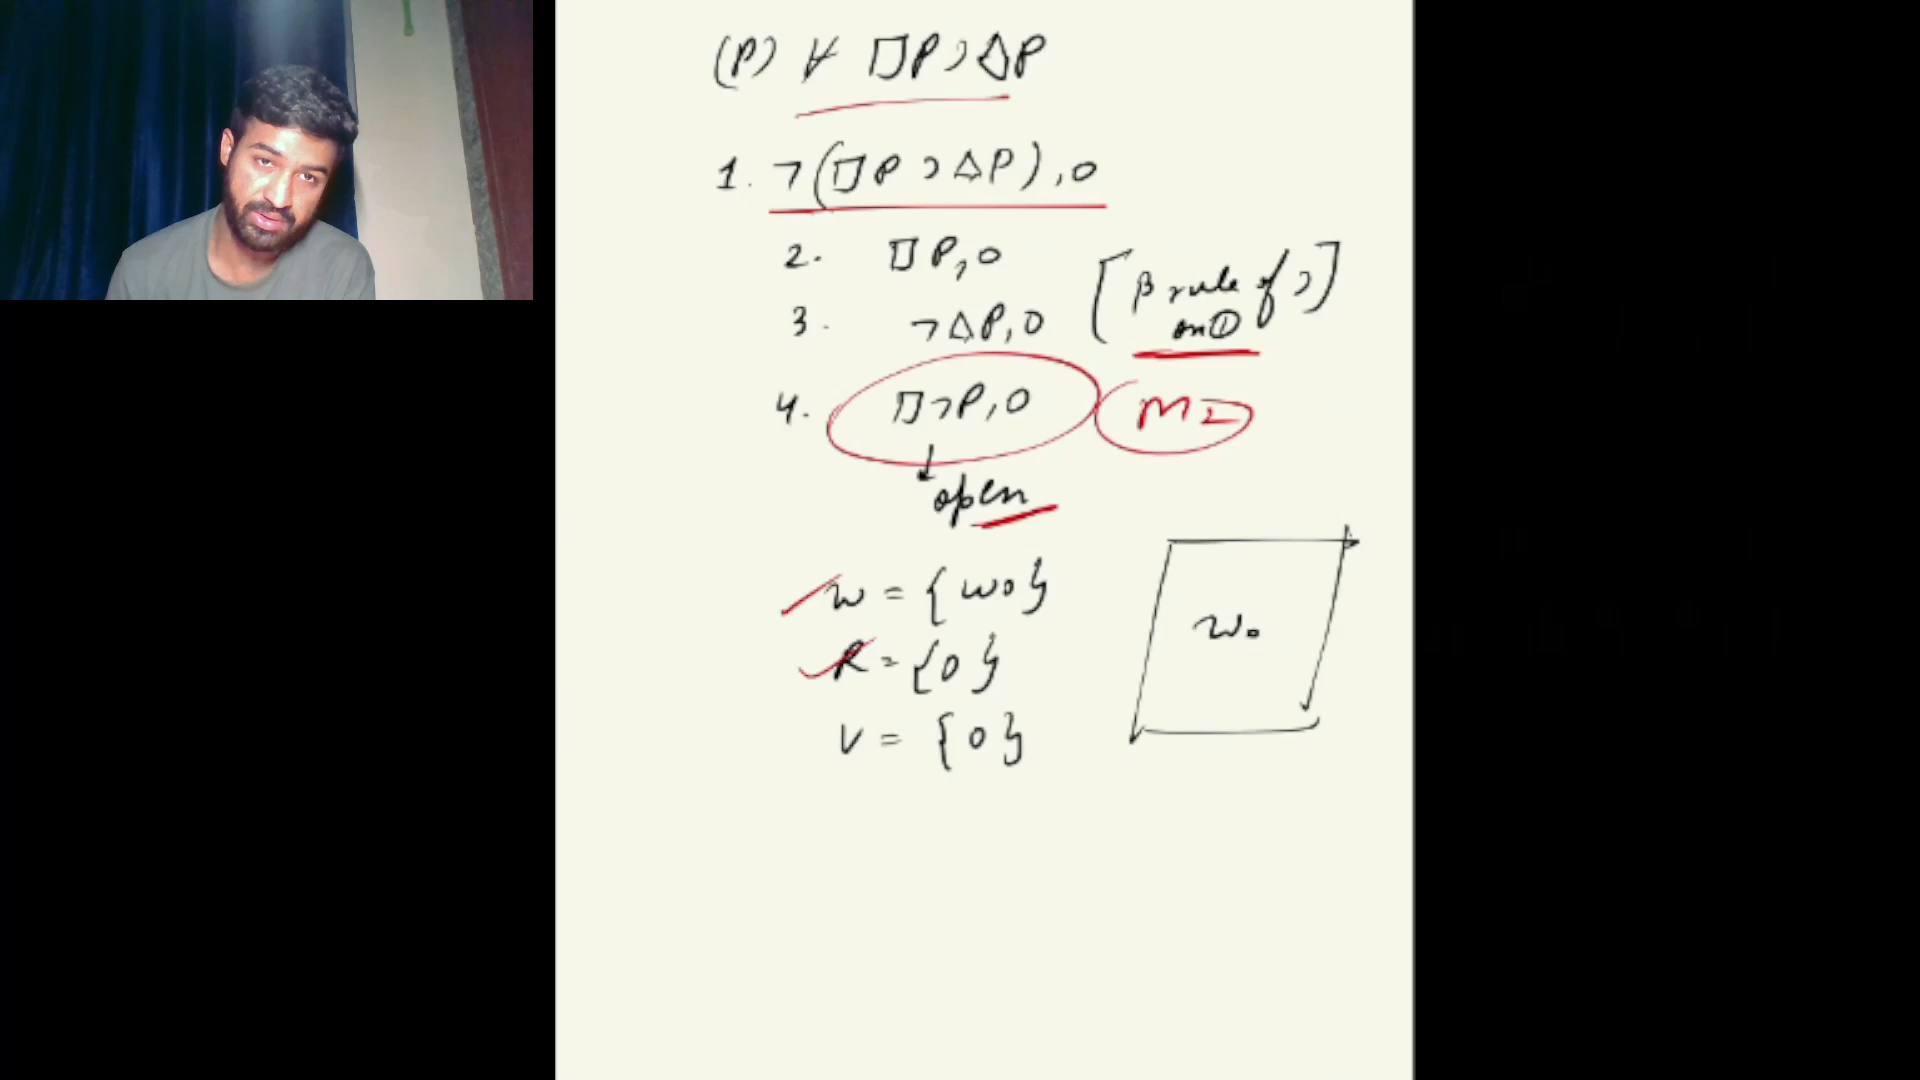 (P) ⊬ □P ⊃ △P
1. ¬(□P ⊃ △P), 0
2. □P, 0
3. ¬△P, 0 [β rule of ⊃] on ①
4. □¬P, 0 M2
↓
open
W = {w0}
R = {0}
V = {0}
w0